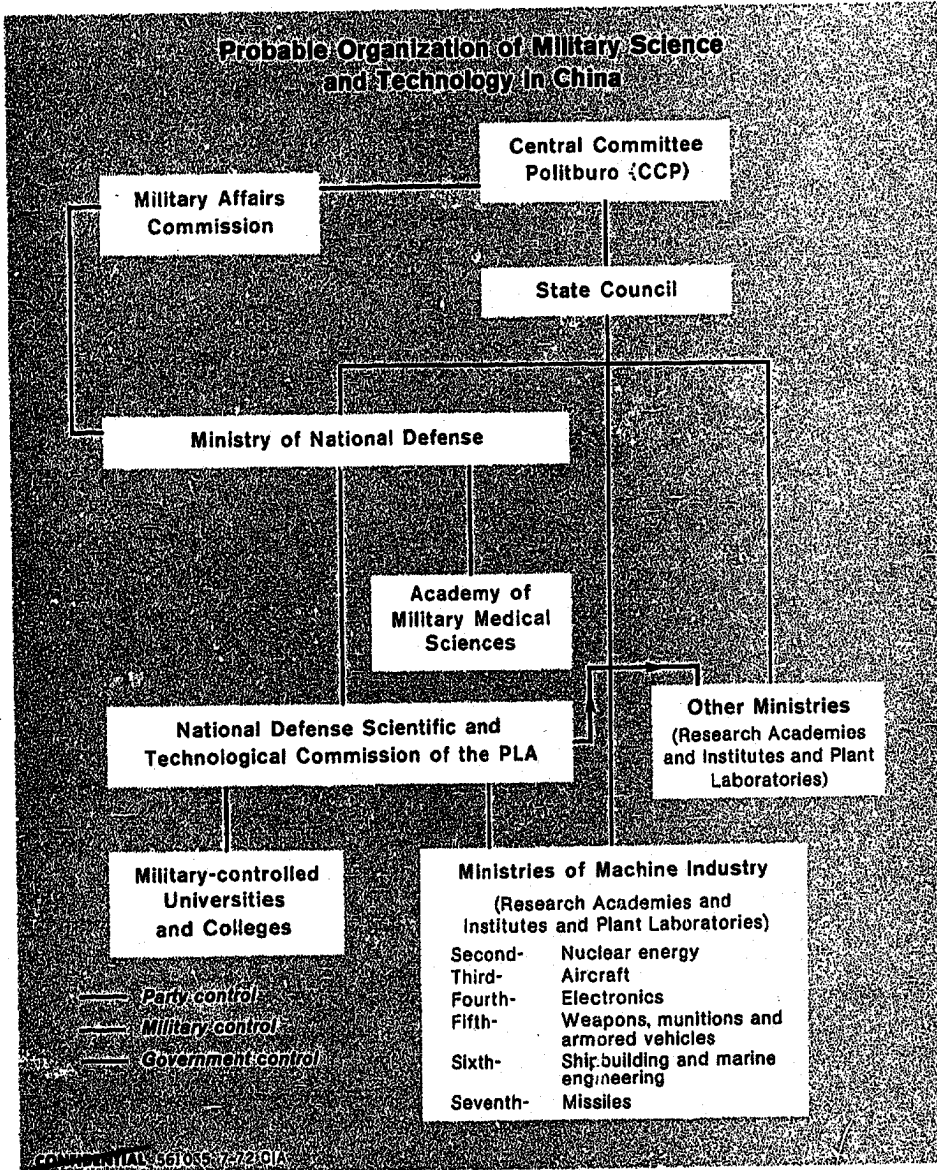 Probable Organization of Military Science
and Technology in China
Central Committee
Politburo (CCP)
Military Affairs
Commission
State Council
Ministry of National Defense
Academy of
Military Medical
Sciences
National Defense Scientific and
Technological Commission of the PLA
Other Ministries
(Research Academies
and Institutes and Plant
Laboratories)
Military-controlled
Universities
and Colleges
Ministries of Machine Industry
(Research Academies and
Institutes and Plant Laboratories)
Second- Nuclear energy
Third- Aircraft
Fourth- Electronics
Fifth- Weapons, munitions and
armored vehicles
Sixth- Shipbuilding and marine
engineering
Seventh- Missiles
Party control
Military control
Government control
CONFIDENTIAL 561055 7-72 CIA